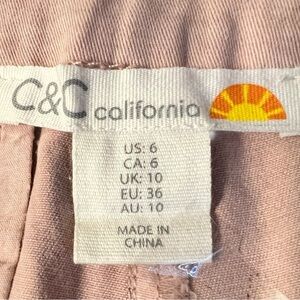 C&C california
US: 6
CA: 6
UK: 10
EU: 36
AU: 10
MADE IN
CHINA